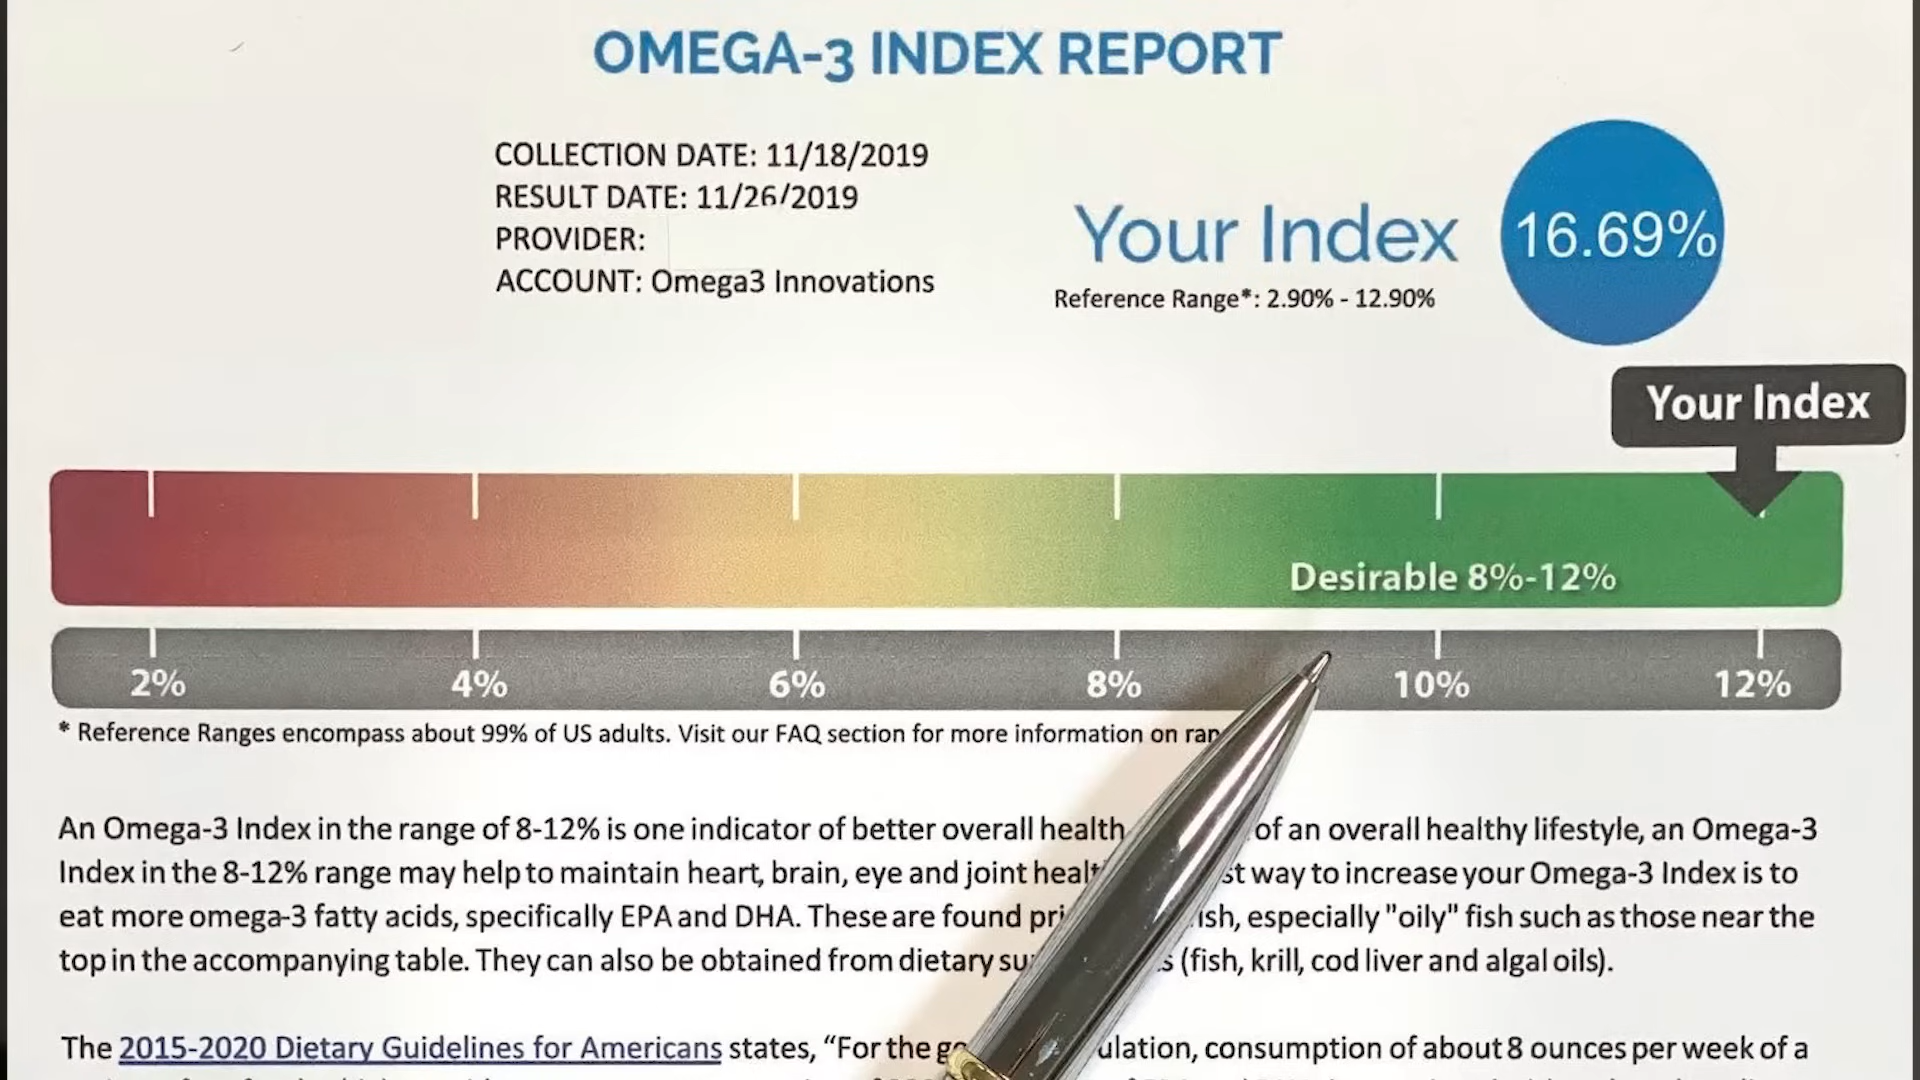 OMEGA-3 INDEX REPORT
COLLECTION DATE: 11/18/2019
RESULT DATE: 11/26/2019
PROVIDER:
ACCOUNT: Omega3 Innovations
Your Index
16.69%
Reference Range*: 2.90% - 12.90%
Your Index
Desirable 8%-12%
2% 4% 6% 8% 10% 12%
* Reference Ranges encompass about 99% of US adults. Visit our FAQ section for more information on
An Omega-3 Index in the range of 8-12% is one indicator of better overall health of an overall healthy lifestyle, an Omega-3
Index in the 8-12% range may help to maintain heart, brain, eye and joint way to increase your Omega-3 Index is to
eat more omega-3 fatty acids, specifically EPA and DHA. These are found especially "oily" fish such as those near the
top in the accompanying table. They can also be obtained from dietary (fish, krill, cod liver and algal oils).
The 2015-2020 Dietary Guidelines for Americans states, “For the consumption of about 8 ounces per week of a